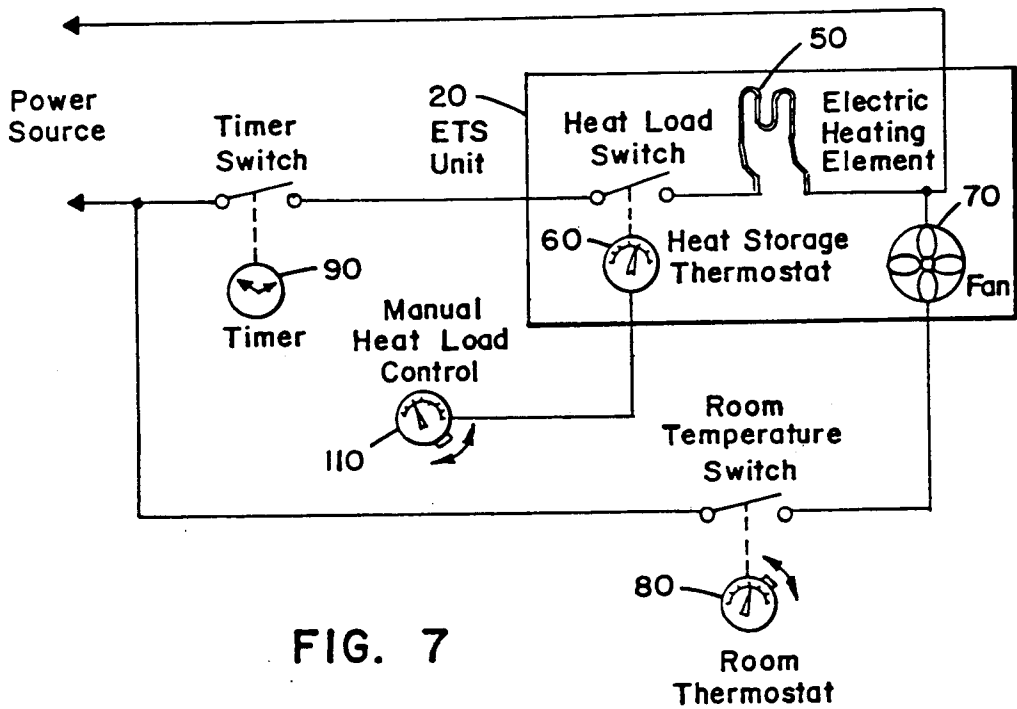 50
Power
Source
20
ETS
Unit
Timer
Switch
Heat Load
Switch
Electric
Heating
Element
70
60
Heat Storage
Thermostat
Fan
90
Timer
Manual
Heat Load
Control
110
Room
Temperature
Switch
80
Room
Thermostat
FIG. 7